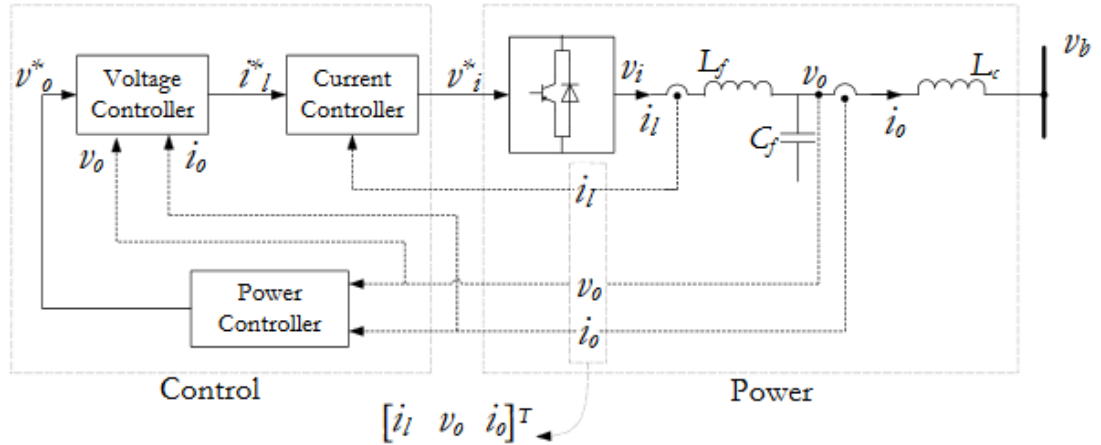 v*o Voltage Controller i*l Current Controller v*i vi Lf vo Lc vb
il io
Cf
vo io
il
Power Controller vo
io
Control Power
[il vo io]T